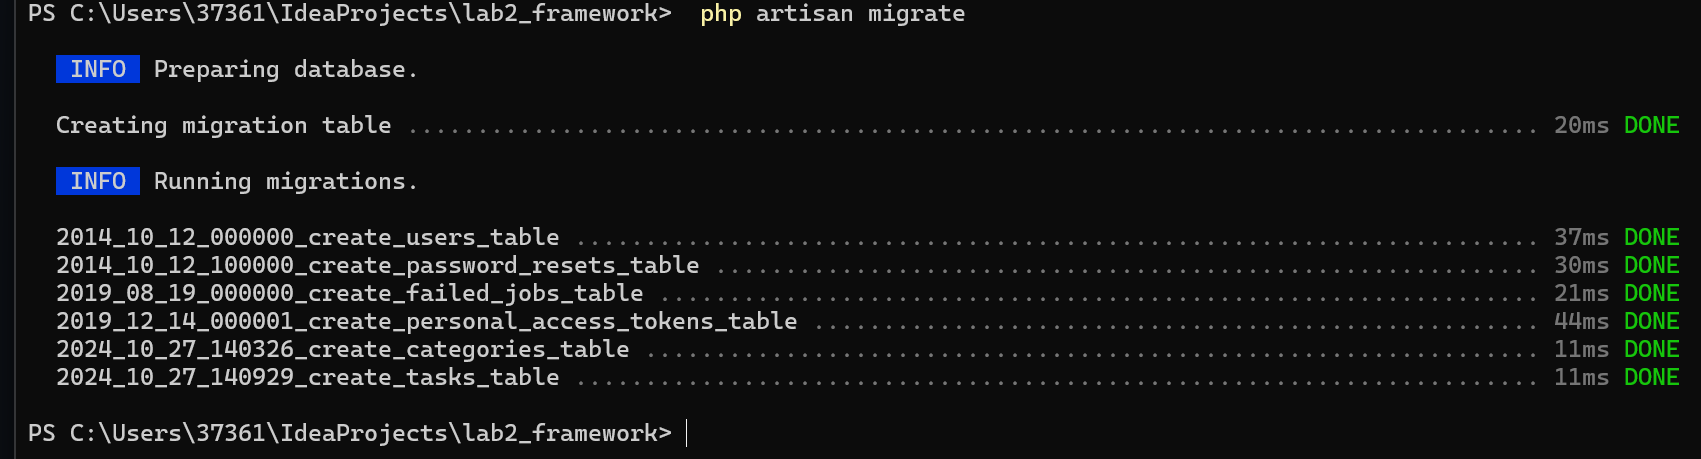 PS C:\Users\37361\IdeaProjects\lab2_framework>  php artisan migrate
INFO  Preparing database.
Creating migration table ................................................................................. 20ms DONE
INFO  Running migrations.
2014_10_12_000000_create_users_table ..................................................................... 37ms DONE
2014_10_12_100000_create_password_resets_table ........................................................... 30ms DONE
2019_08_19_000000_create_failed_jobs_table ............................................................... 21ms DONE
2019_12_14_000001_create_personal_access_tokens_table .................................................... 44ms DONE
2024_10_27_140326_create_categories_table ................................................................ 11ms DONE
2024_10_27_140929_create_tasks_table ..................................................................... 11ms DONE
PS C:\Users\37361\IdeaProjects\lab2_framework>